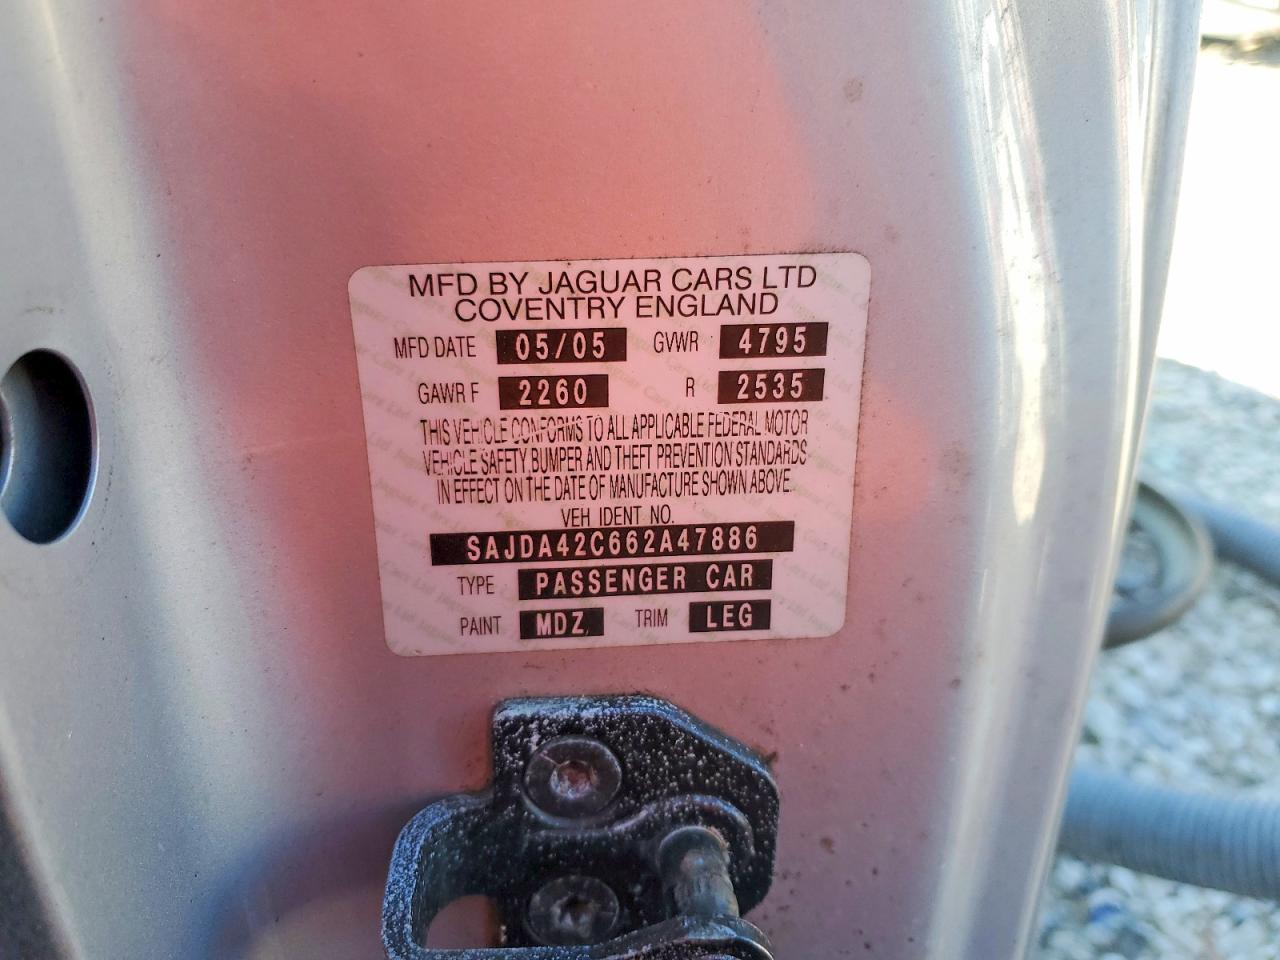 MFD BY JAGUAR CARS LTD
COVENTRY ENGLAND
MFD DATE 05/05 GVWR 4795
GAWR F 2260 R 2535
THIS VEHICLE CONFORMS TO ALL APPLICABLE FEDERAL MOTOR
VEHICLE SAFETY, BUMPER AND THEFT PREVENTION STANDARDS
IN EFFECT ON THE DATE OF MANUFACTURE SHOWN ABOVE.
VEH IDENT NO.
SAJDA42C662A47886
TYPE PASSENGER CAR
PAINT MDZ TRIM LEG